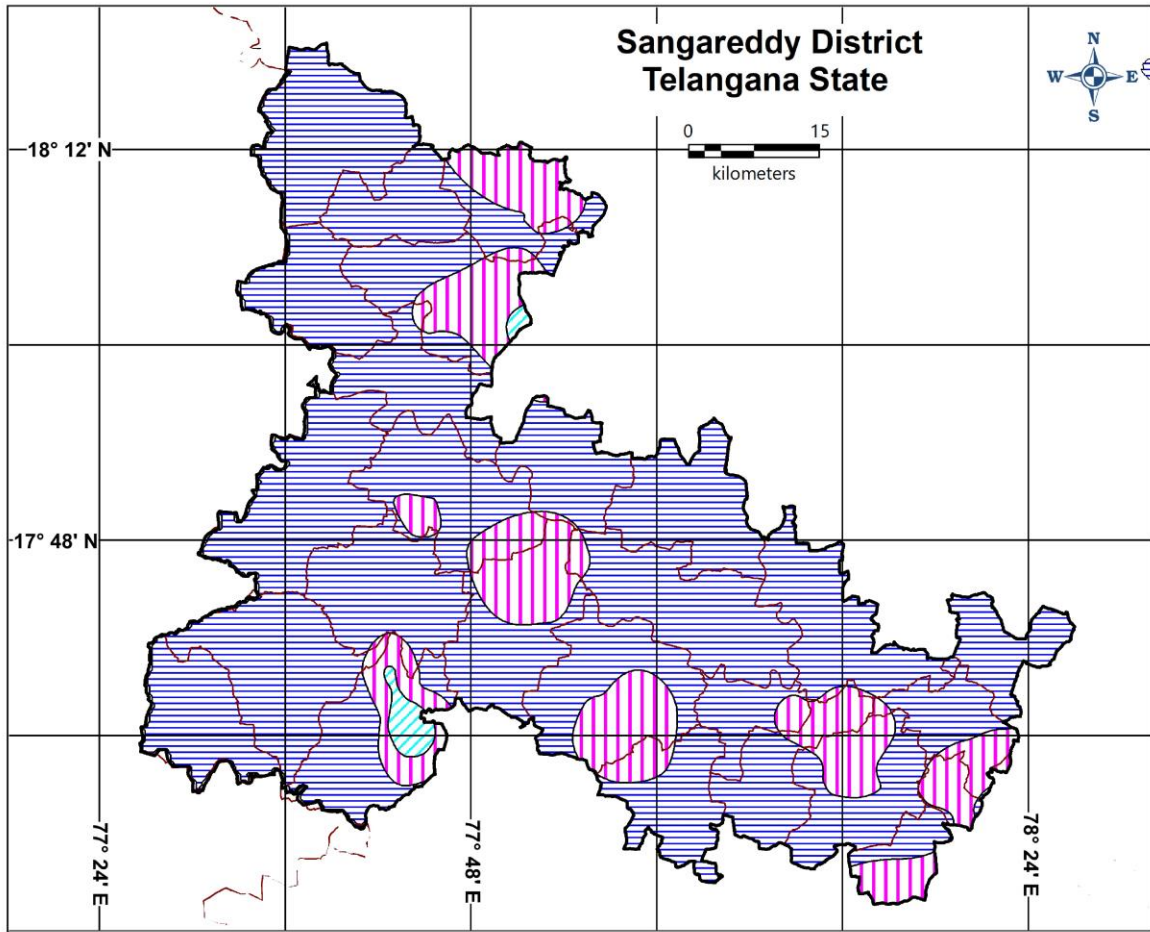 Sangareddy District
Telangana State
N
W E
S
0 15
kilometers
18° 12' N
17° 48' N
77° 24' E
77° 48' E
78° 24' E